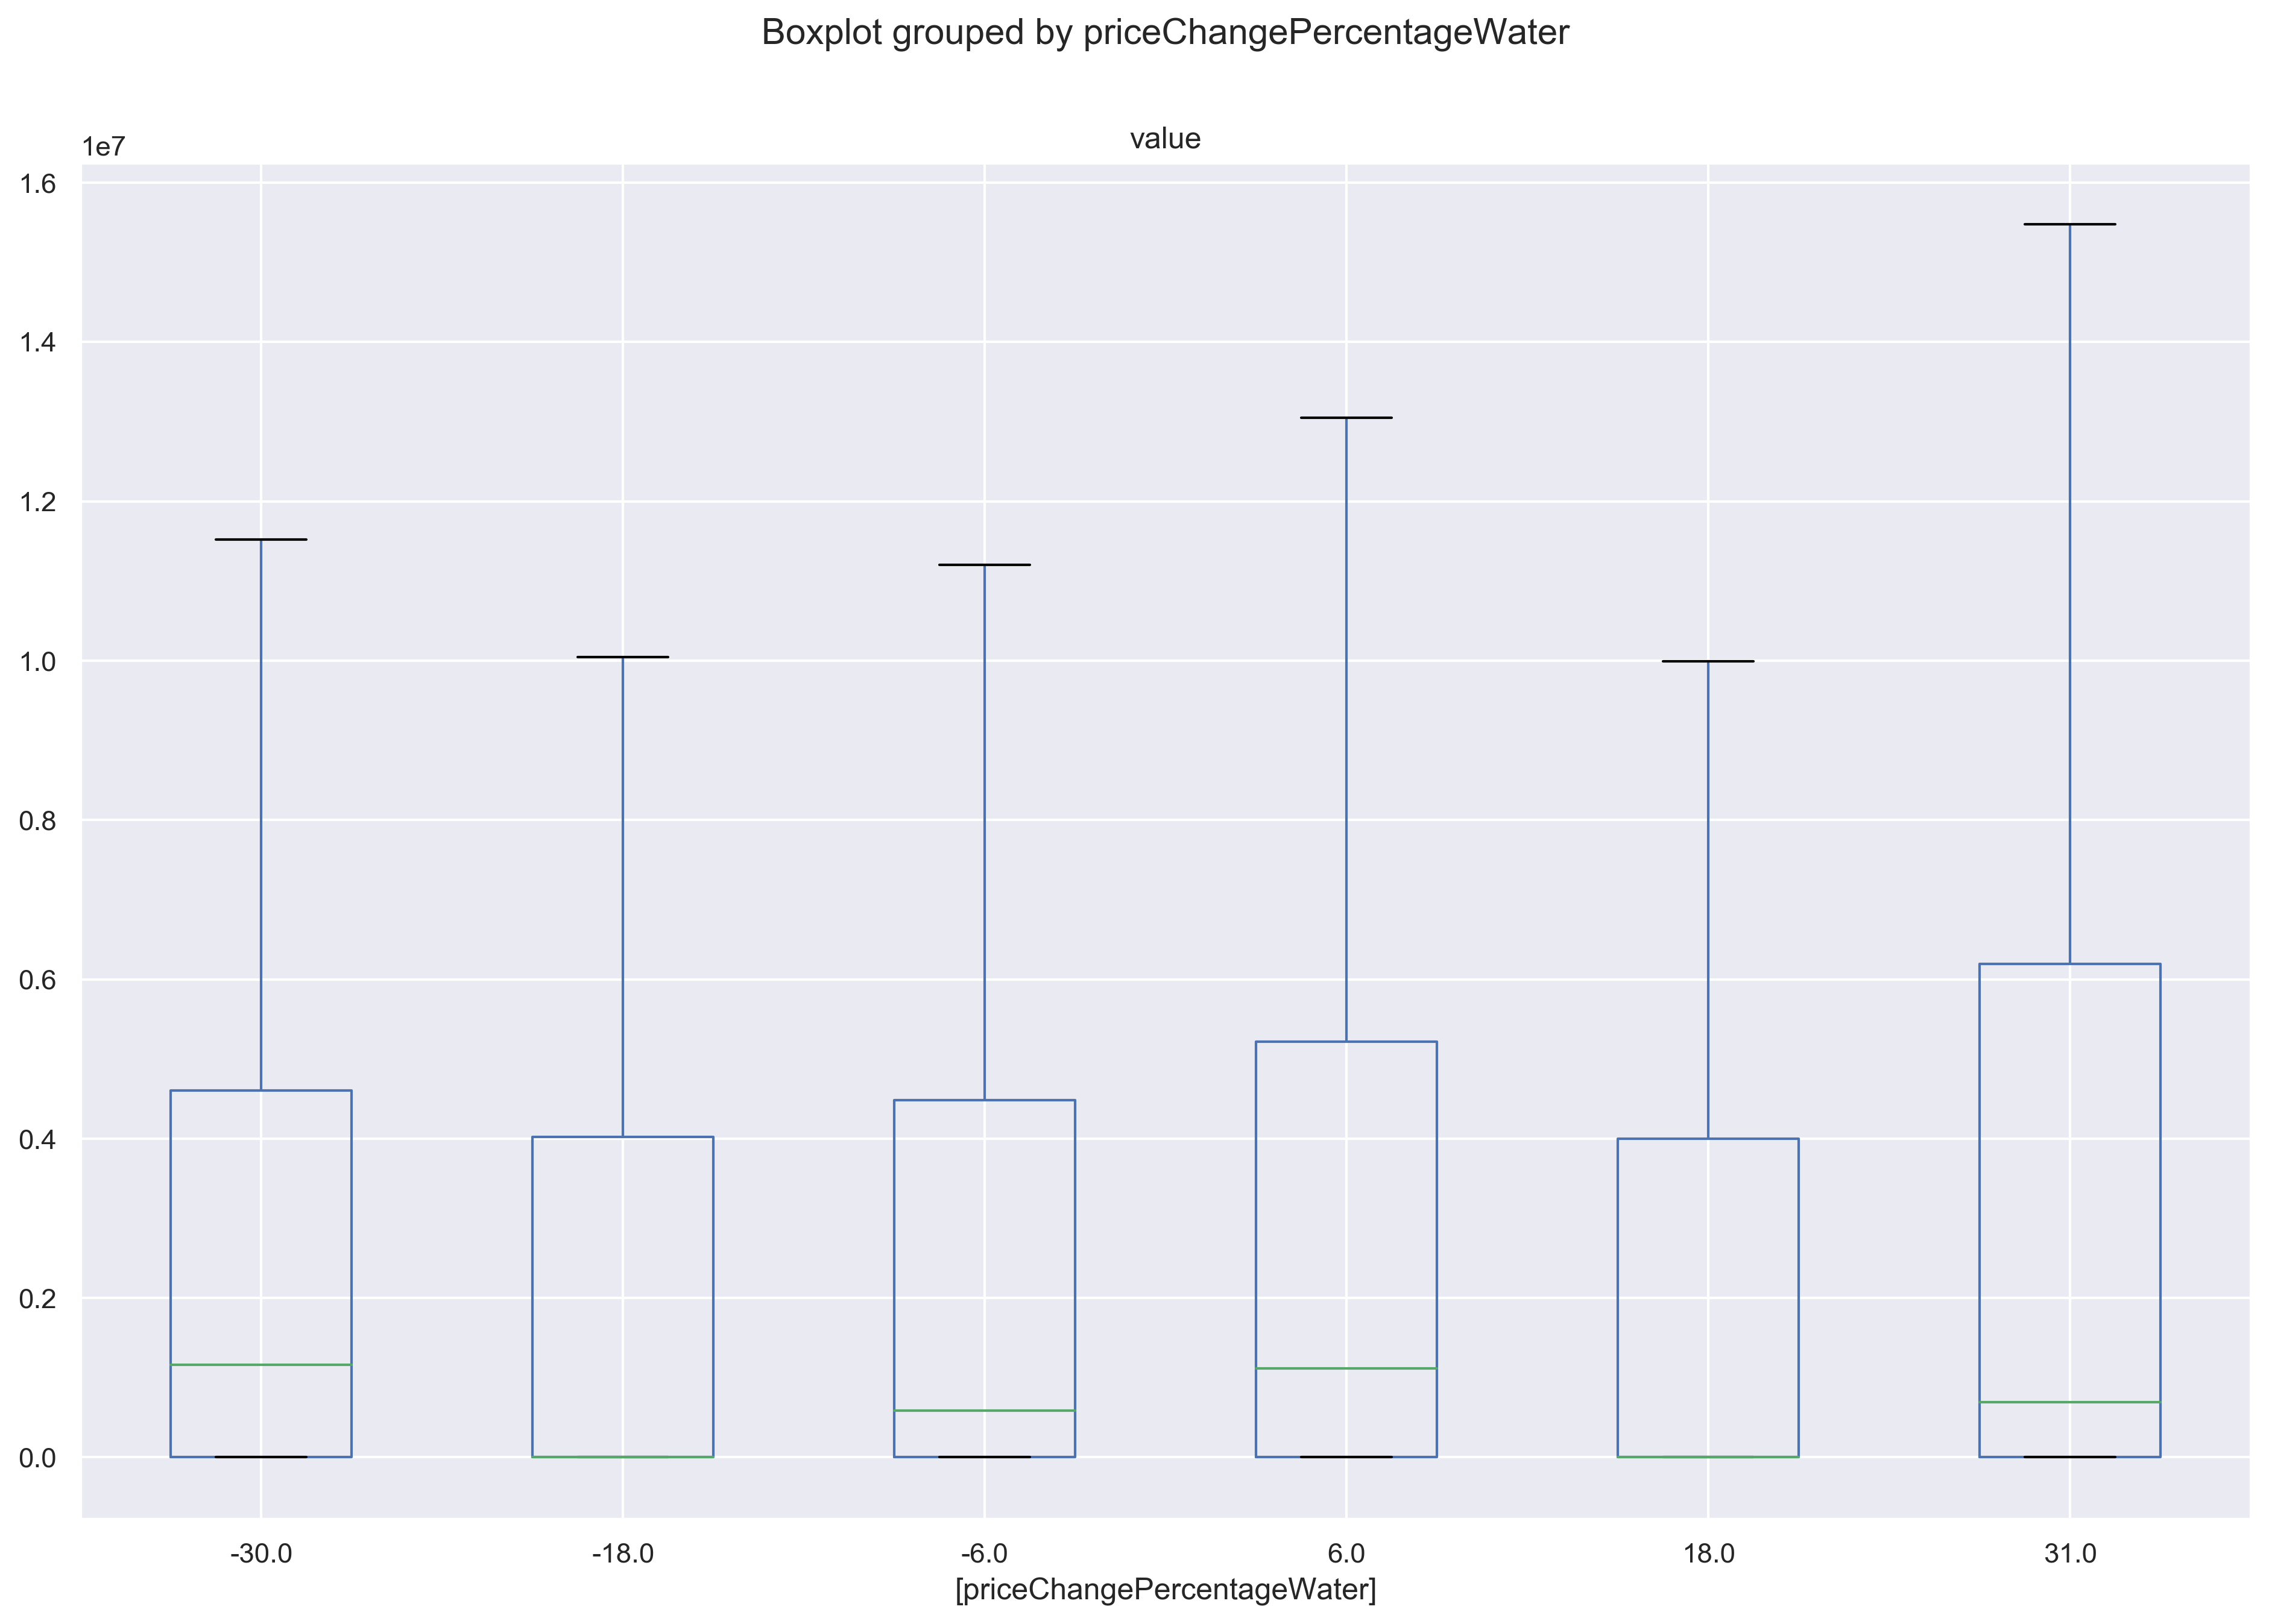 Boxplot grouped by priceChangePercentageWater
value
1e7
1.6
1.4
1.2
1.0
0.8
0.6
0.4
0.2
0.0
-30.0 -18.0 -6.0 6.0 18.0 31.0
[priceChangePercentageWater]